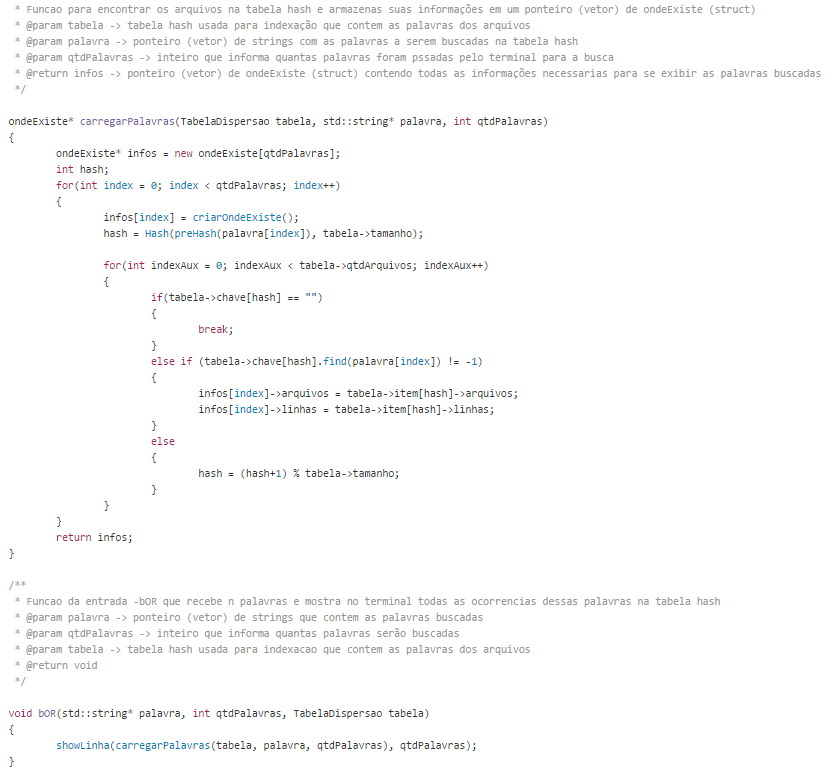 * Funcao para encontrar os arquivos na tabela hash e armazenas suas informações em um ponteiro (vetor) de ondeExiste (struct)
 * @param tabela -> tabela hash usada para indexação que contem as palavras dos arquivos
 * @param palavra -> ponteiro (vetor) de strings com as palavras a serem buscadas na tabela hash
 * @param qtdPalavras -> inteiro que informa quantas palavras foram pssadas pelo terminal para a busca
 * @return infos -> ponteiro (vetor) de ondeExiste (struct) contendo todas as informações necessarias para se exibir as palavras buscadas
 */

ondeExiste* carregarPalavras(TabelaDispersao tabela, std::string* palavra, int qtdPalavras)
{
        ondeExiste* infos = new ondeExiste[qtdPalavras];
        int hash;
        for(int index = 0; index < qtdPalavras; index++)
        {
                infos[index] = criarOndeExiste();
                hash = Hash(preHash(palavra[index]), tabela->tamanho);

                for(int indexAux = 0; indexAux < tabela->qtdArquivos; indexAux++)
                {
                        if(tabela->chave[hash] == "")
                        {
                                break;
                        }
                        else if (tabela->chave[hash].find(palavra[index]) != -1)
                        {
                                infos[index]->arquivos = tabela->item[hash]->arquivos;
                                infos[index]->linhas = tabela->item[hash]->linhas;
                        }
                        else
                        {
                                hash = (hash+1) % tabela->tamanho;
                        }
                }
        }
        return infos;
}

/**
 * Funcao da entrada -bOR que recebe n palavras e mostra no terminal todas as ocorrencias dessas palavras na tabela hash
 * @param palavra -> ponteiro (vetor) de strings que contem as palavras buscadas
 * @param qtdPalavras -> inteiro que informa quantas palavras serão buscadas
 * @param tabela -> tabela hash usada para indexacao que contem as palavras dos arquivos
 * @return void
 */

void bOR(std::string* palavra, int qtdPalavras, TabelaDispersao tabela)
{
        showLinha(carregarPalavras(tabela, palavra, qtdPalavras), qtdPalavras);
}